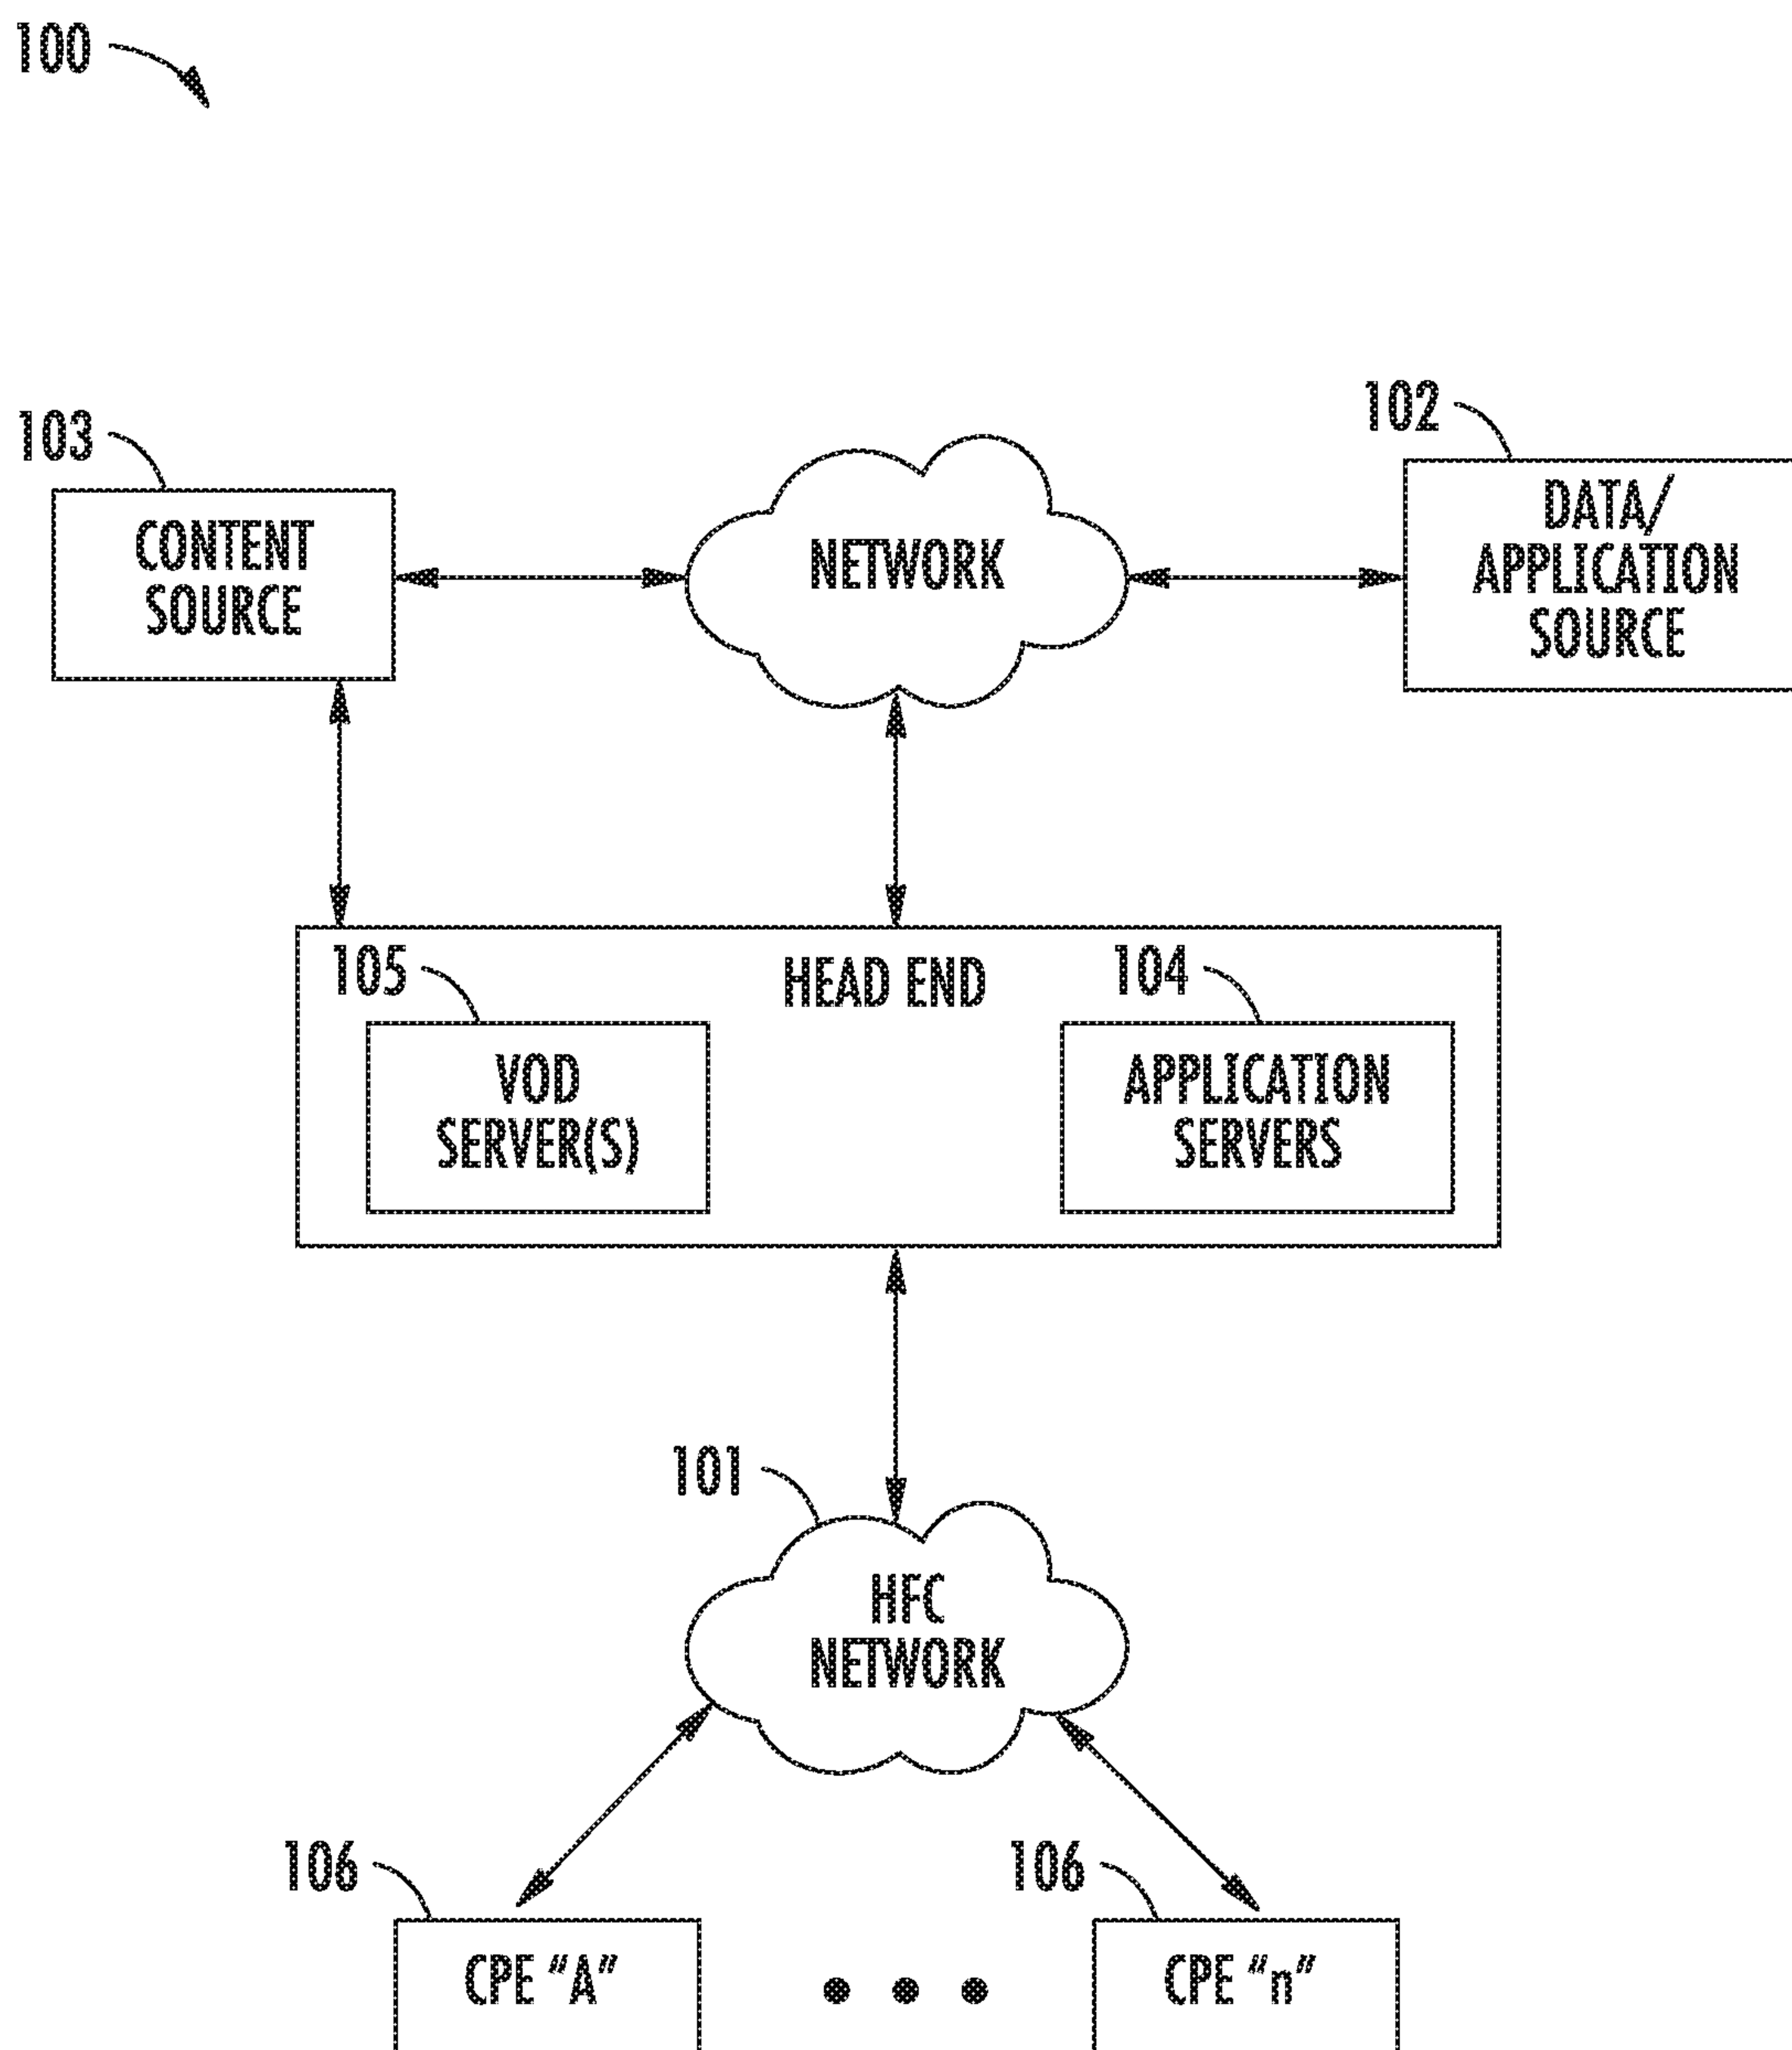 100
103
102
CONTENT
SOURCE
NETWORK
DATA/
APPLICATION
SOURCE
105
HEAD END
104
VOD
SERVER(S)
APPLICATION
SERVERS
101
HFC
NETWORK
106
106
CPE “A”
CPE “n”